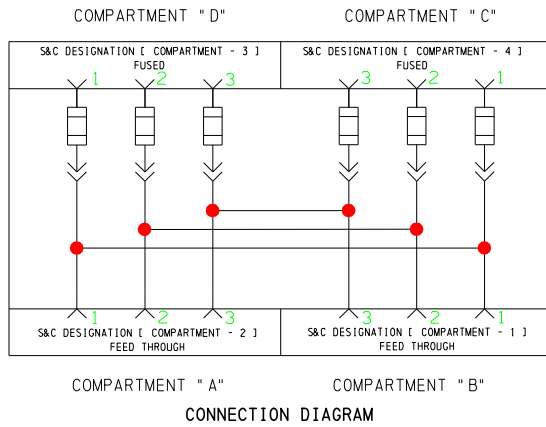 COMPARTMENT "D" COMPARTMENT "C"
S&C DESIGNATION [ COMPARTMENT - 3 ] S&C DESIGNATION [ COMPARTMENT - 4 ]
FUSED FUSED
1 2 3 3 2 1
1 2 3 3 2 1
S&C DESIGNATION [ COMPARTMENT - 2 ] S&C DESIGNATION [ COMPARTMENT - 1 ]
FEED THROUGH FEED THROUGH
COMPARTMENT "A" COMPARTMENT "B"
CONNECTION DIAGRAM